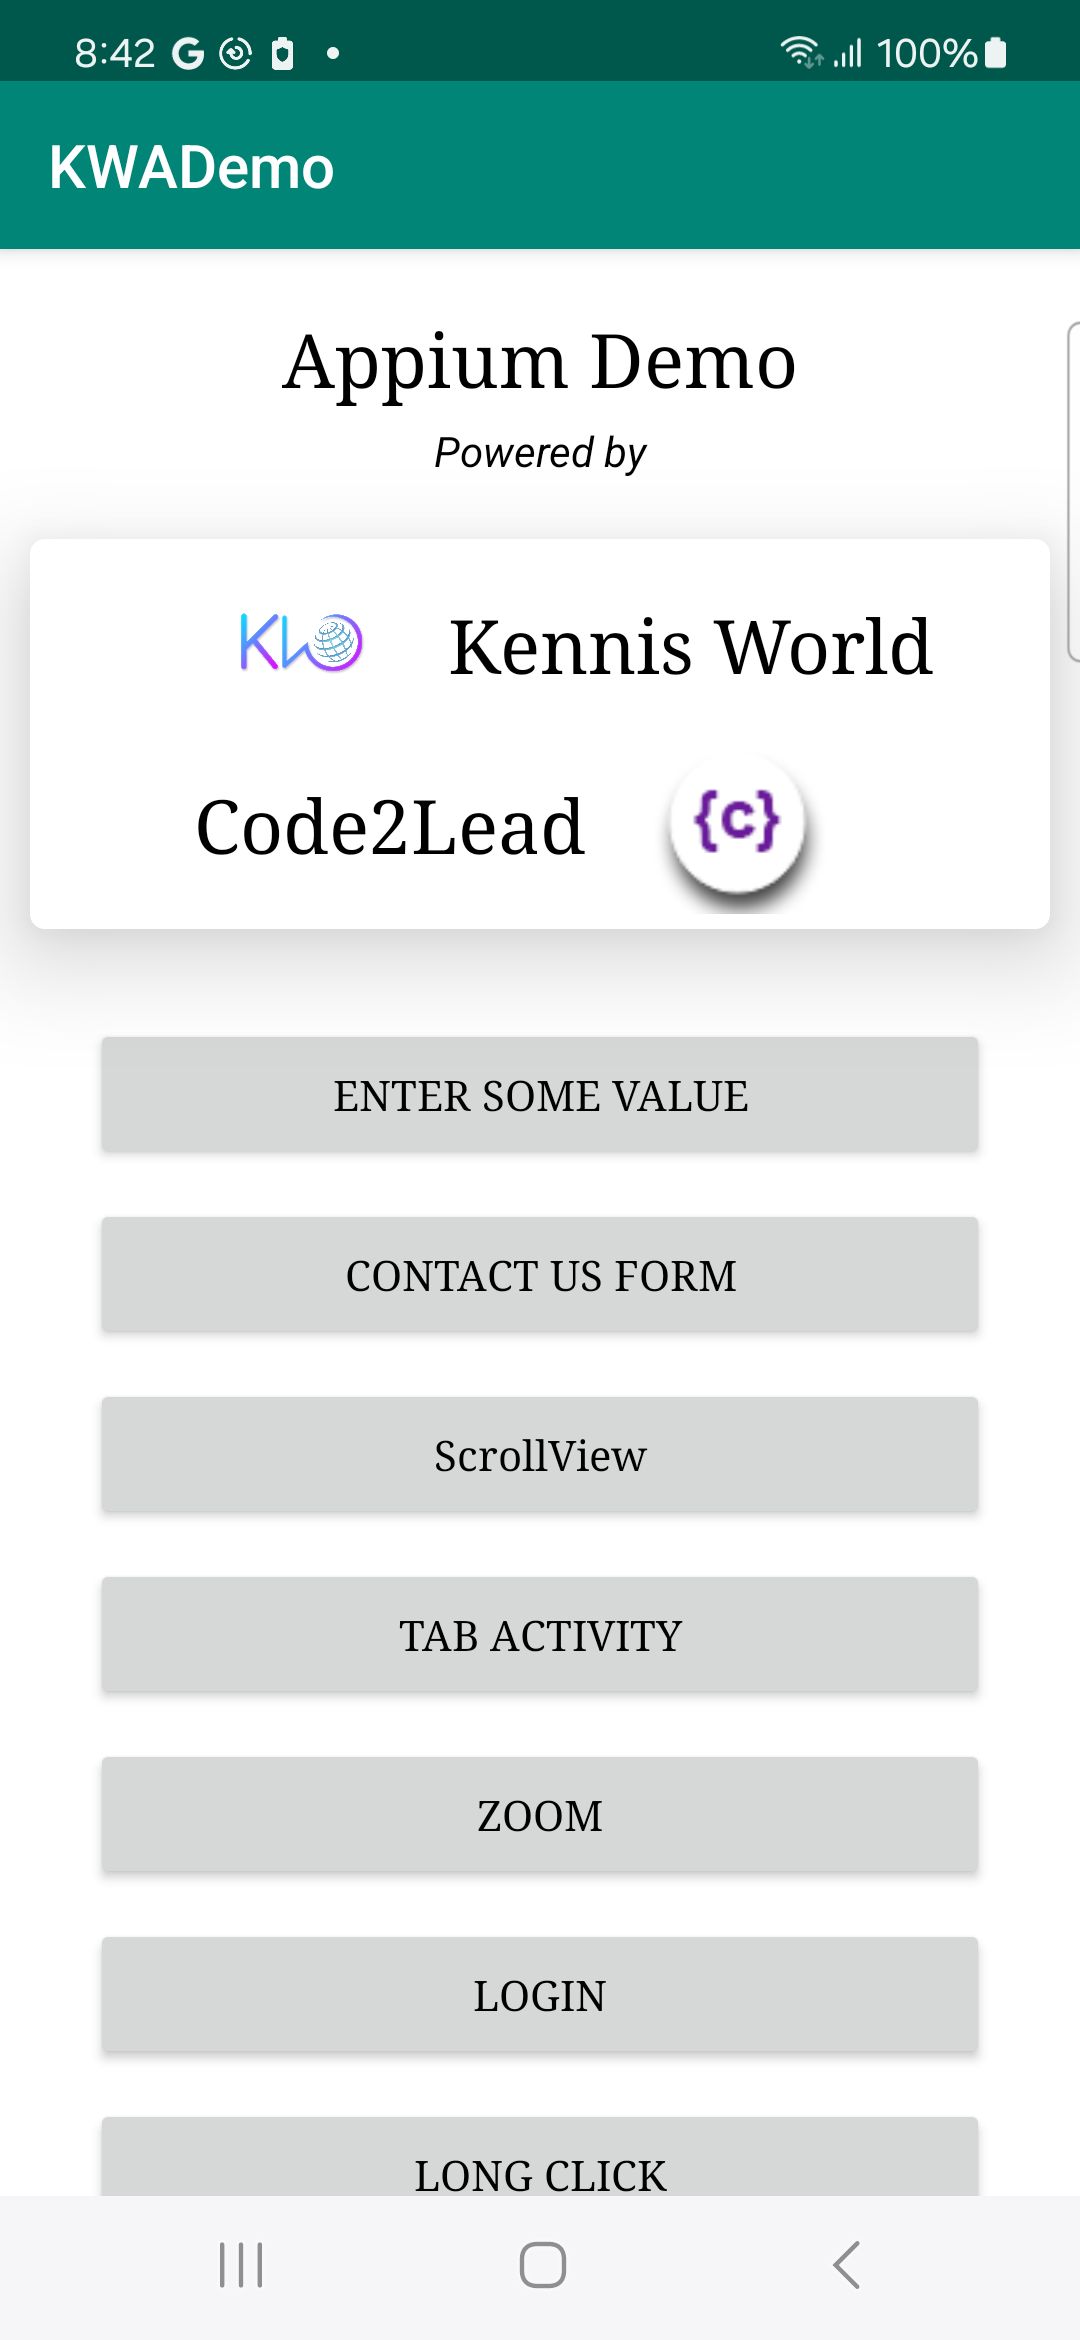 8:42 100%
KWADemo
Appium Demo
Powered by
KW Kennis World
Code2Lead {c}
ENTER SOME VALUE
CONTACT US FORM
ScrollView
TAB ACTIVITY
ZOOM
LOGIN
LONG CLICK